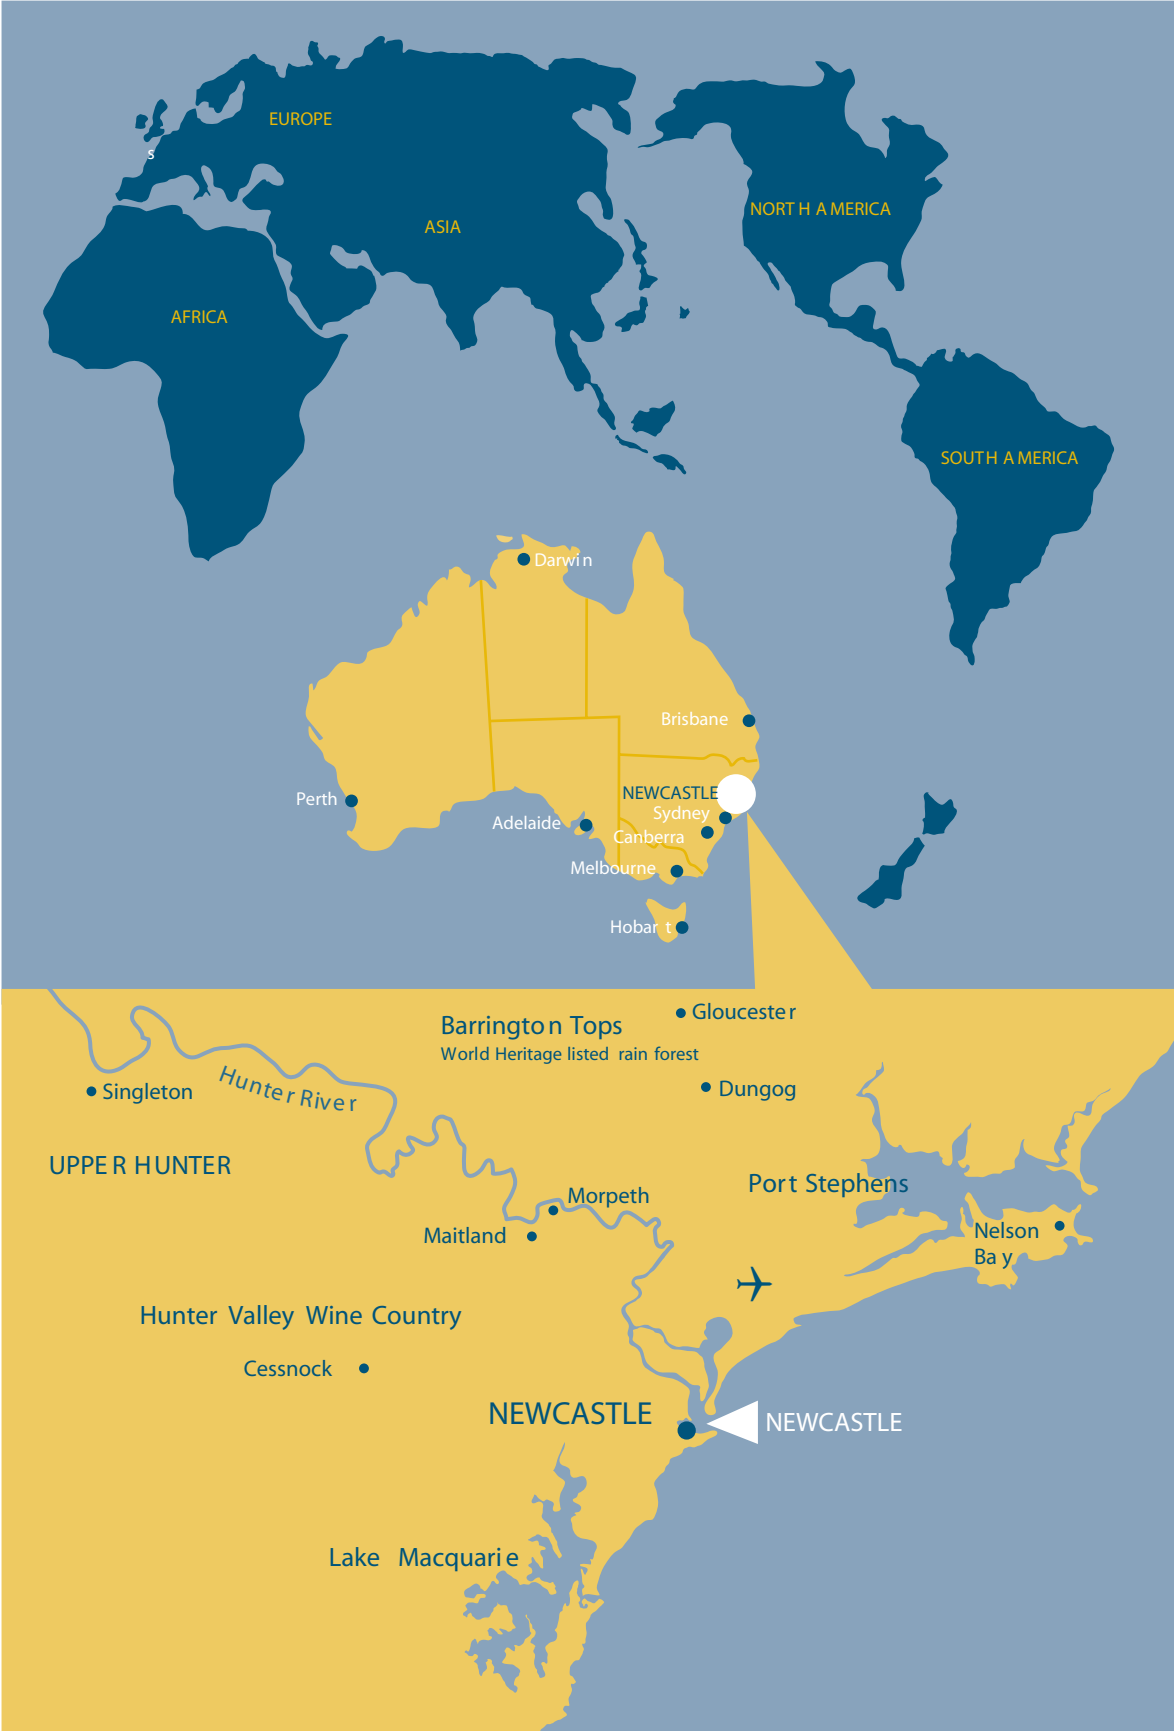 EUROPE
s
NORTH AMERICA
ASIA
AFRICA
SOUTH AMERICA
Darwin
Brisbane
NEWCASTLE
Perth
Sydney
Adelaide
Canberra
Melbourne
Hobart
Gloucester
Barrington Tops
World Heritage listed rain forest
Singleton
Hunter River
Dungog
UPPER HUNTER
Port Stephens
Morpeth
Maitland
Nelson
Bay
Hunter Valley Wine Country
Cessnock
NEWCASTLE
NEWCASTLE
Lake Macquarie